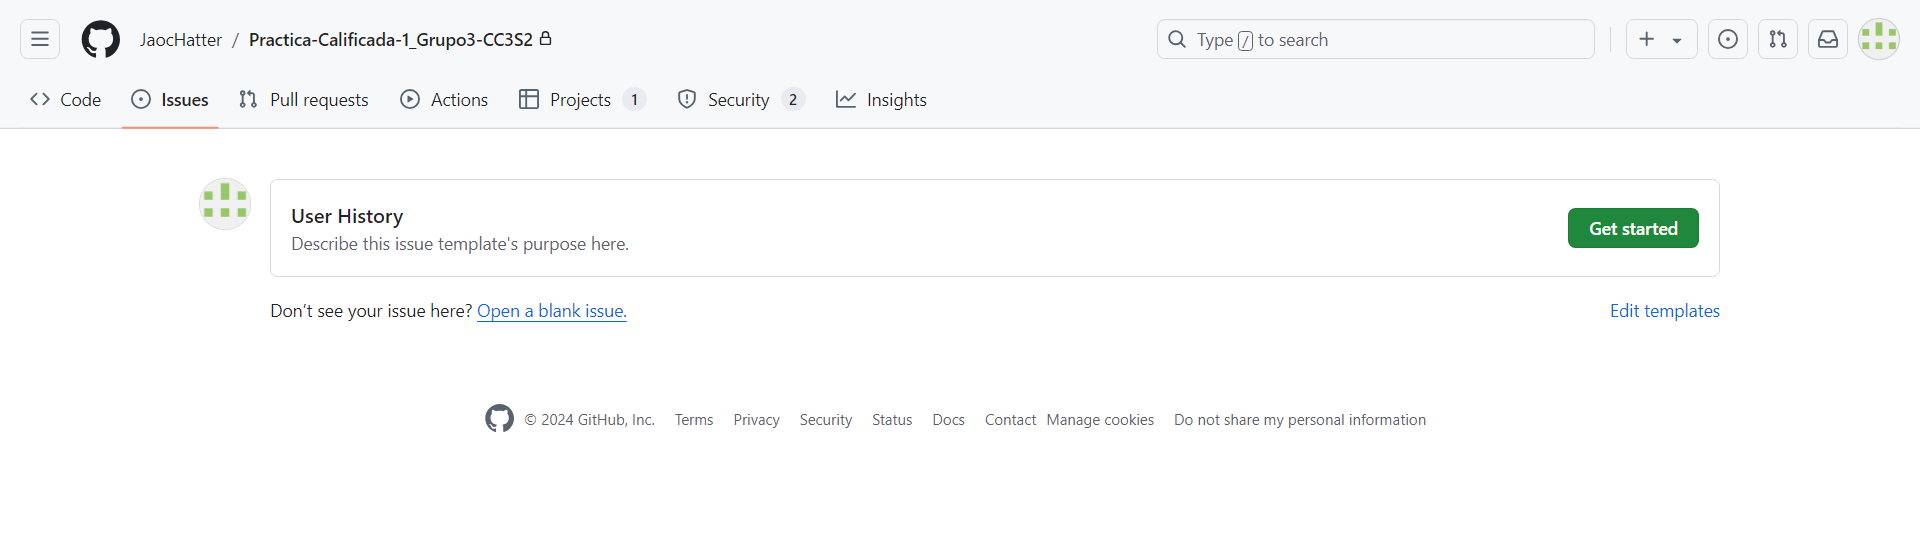 JaocHatter / Practica-Calificada-1_Grupo3-CC3S2
Type / to search
Code
Issues
Pull requests
Actions
Projects 1
Security 2
Insights
User History
Describe this issue template's purpose here.
Get started
Don’t see your issue here? Open a blank issue.
Edit templates
© 2024 GitHub, Inc. Terms Privacy Security Status Docs Contact Manage cookies Do not share my personal information